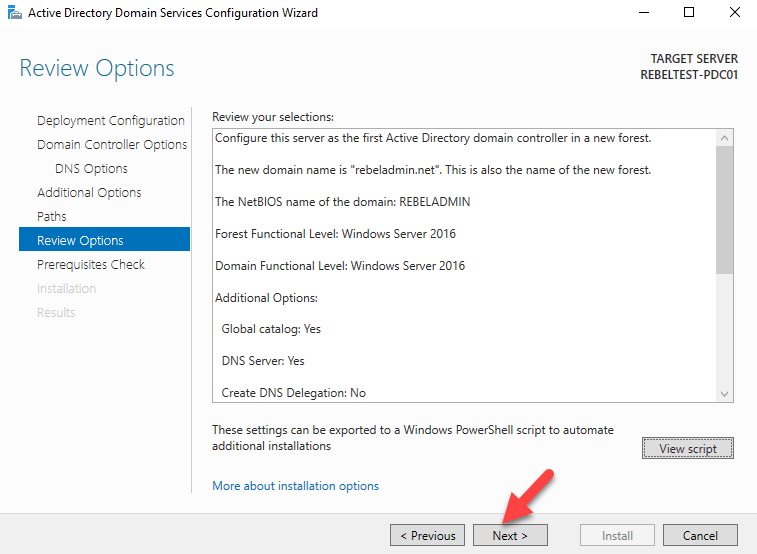 Active Directory Domain Services Configuration Wizard
Review Options
TARGET SERVER
REBELTEST-PDC01
Deployment Configuration
Domain Controller Options
DNS Options
Additional Options
Paths
Review Options
Prerequisites Check
Installation
Results
Review your selections:
Configure this server as the first Active Directory domain controller in a new forest.
The new domain name is "rebeladmin.net". This is also the name of the new forest.
The NetBIOS name of the domain: REBELADMIN
Forest Functional Level: Windows Server 2016
Domain Functional Level: Windows Server 2016
Additional Options:
Global catalog: Yes
DNS Server: Yes
Create DNS Delegation: No
These settings can be exported to a Windows PowerShell script to automate
additional installations
View script
More about installation options
< Previous
Next >
Install
Cancel